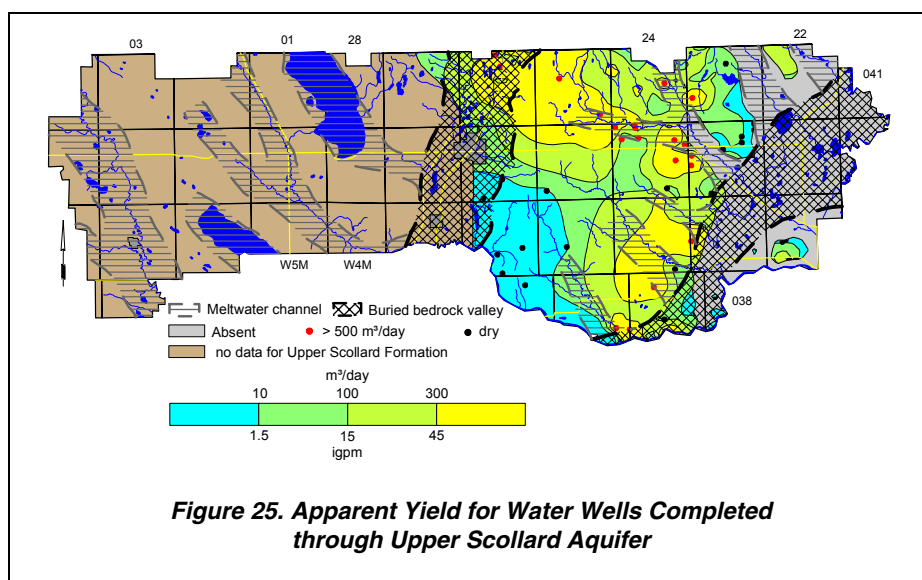 03 01 28 24 22
041
W5M W4M
038
Meltwater channel Buried bedrock valley
Absent > 500 m³/day dry
no data for Upper Scollard Formation
m³/day
10 100 300
1.5 15 45
igpm
Figure 25. Apparent Yield for Water Wells Completed
through Upper Scollard Aquifer